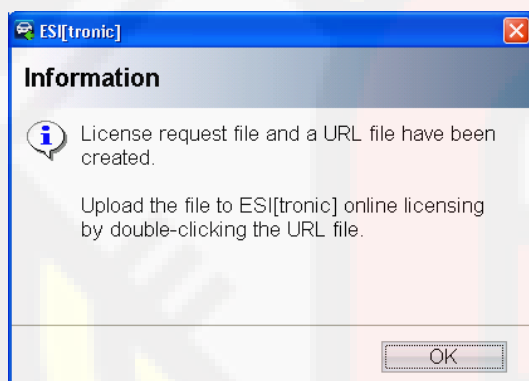 ESI[tronic]
Information
License request file and a URL file have been
created.
Upload the file to ESI[tronic] online licensing
by double-clicking the URL file.
OK